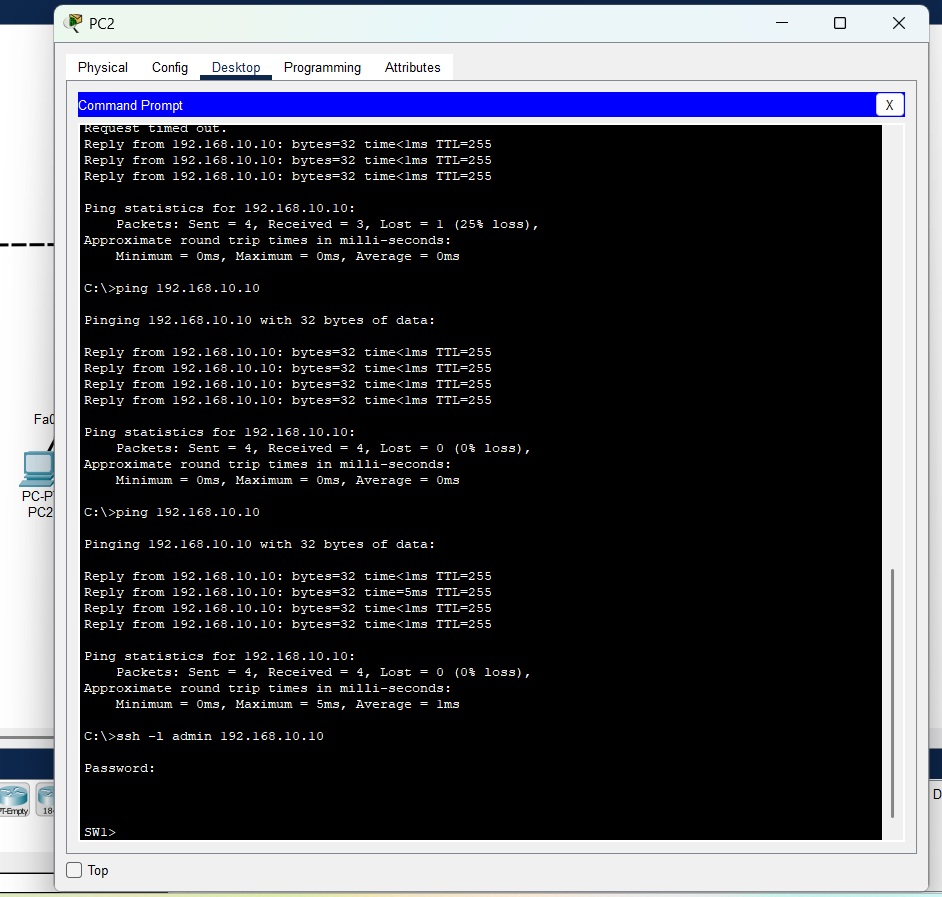 PC2
Physical Config Desktop Programming Attributes
Command Prompt
X
Request timed out.
Reply from 192.168.10.10: bytes=32 time<1ms TTL=255
Reply from 192.168.10.10: bytes=32 time<1ms TTL=255
Reply from 192.168.10.10: bytes=32 time<1ms TTL=255
Ping statistics for 192.168.10.10:
Packets: Sent = 4, Received = 3, Lost = 1 (25% loss),
Approximate round trip times in milli-seconds:
Minimum = 0ms, Maximum = 0ms, Average = 0ms
C:\>ping 192.168.10.10
Pinging 192.168.10.10 with 32 bytes of data:
Reply from 192.168.10.10: bytes=32 time<1ms TTL=255
Reply from 192.168.10.10: bytes=32 time<1ms TTL=255
Reply from 192.168.10.10: bytes=32 time<1ms TTL=255
Reply from 192.168.10.10: bytes=32 time<1ms TTL=255
Ping statistics for 192.168.10.10:
Packets: Sent = 4, Received = 4, Lost = 0 (0% loss),
Approximate round trip times in milli-seconds:
Minimum = 0ms, Maximum = 0ms, Average = 0ms
C:\>ping 192.168.10.10
Pinging 192.168.10.10 with 32 bytes of data:
Reply from 192.168.10.10: bytes=32 time<1ms TTL=255
Reply from 192.168.10.10: bytes=32 time=5ms TTL=255
Reply from 192.168.10.10: bytes=32 time<1ms TTL=255
Reply from 192.168.10.10: bytes=32 time<1ms TTL=255
Ping statistics for 192.168.10.10:
Packets: Sent = 4, Received = 4, Lost = 0 (0% loss),
Approximate round trip times in milli-seconds:
Minimum = 0ms, Maximum = 5ms, Average = 1ms
C:\>ssh -l admin 192.168.10.10
Password:
SW1>
Top
Fa0
PC-P
PC2
PT-Empty
18
D